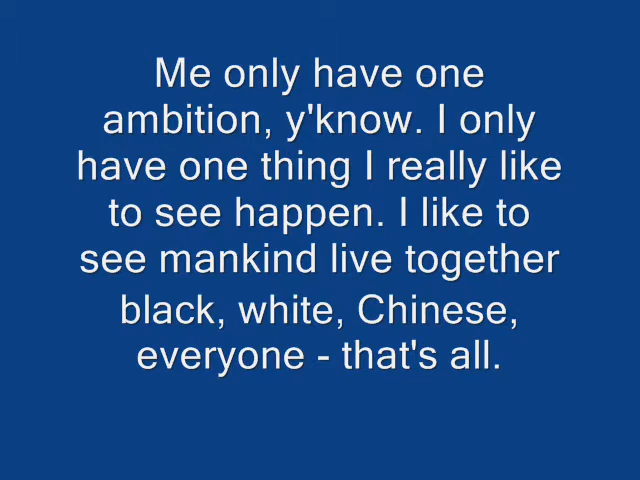 Me only have one
ambition, y'know. I only
have one thing I really like
to see happen. I like to
see mankind live together
black, white, Chinese,
everyone - that's all.